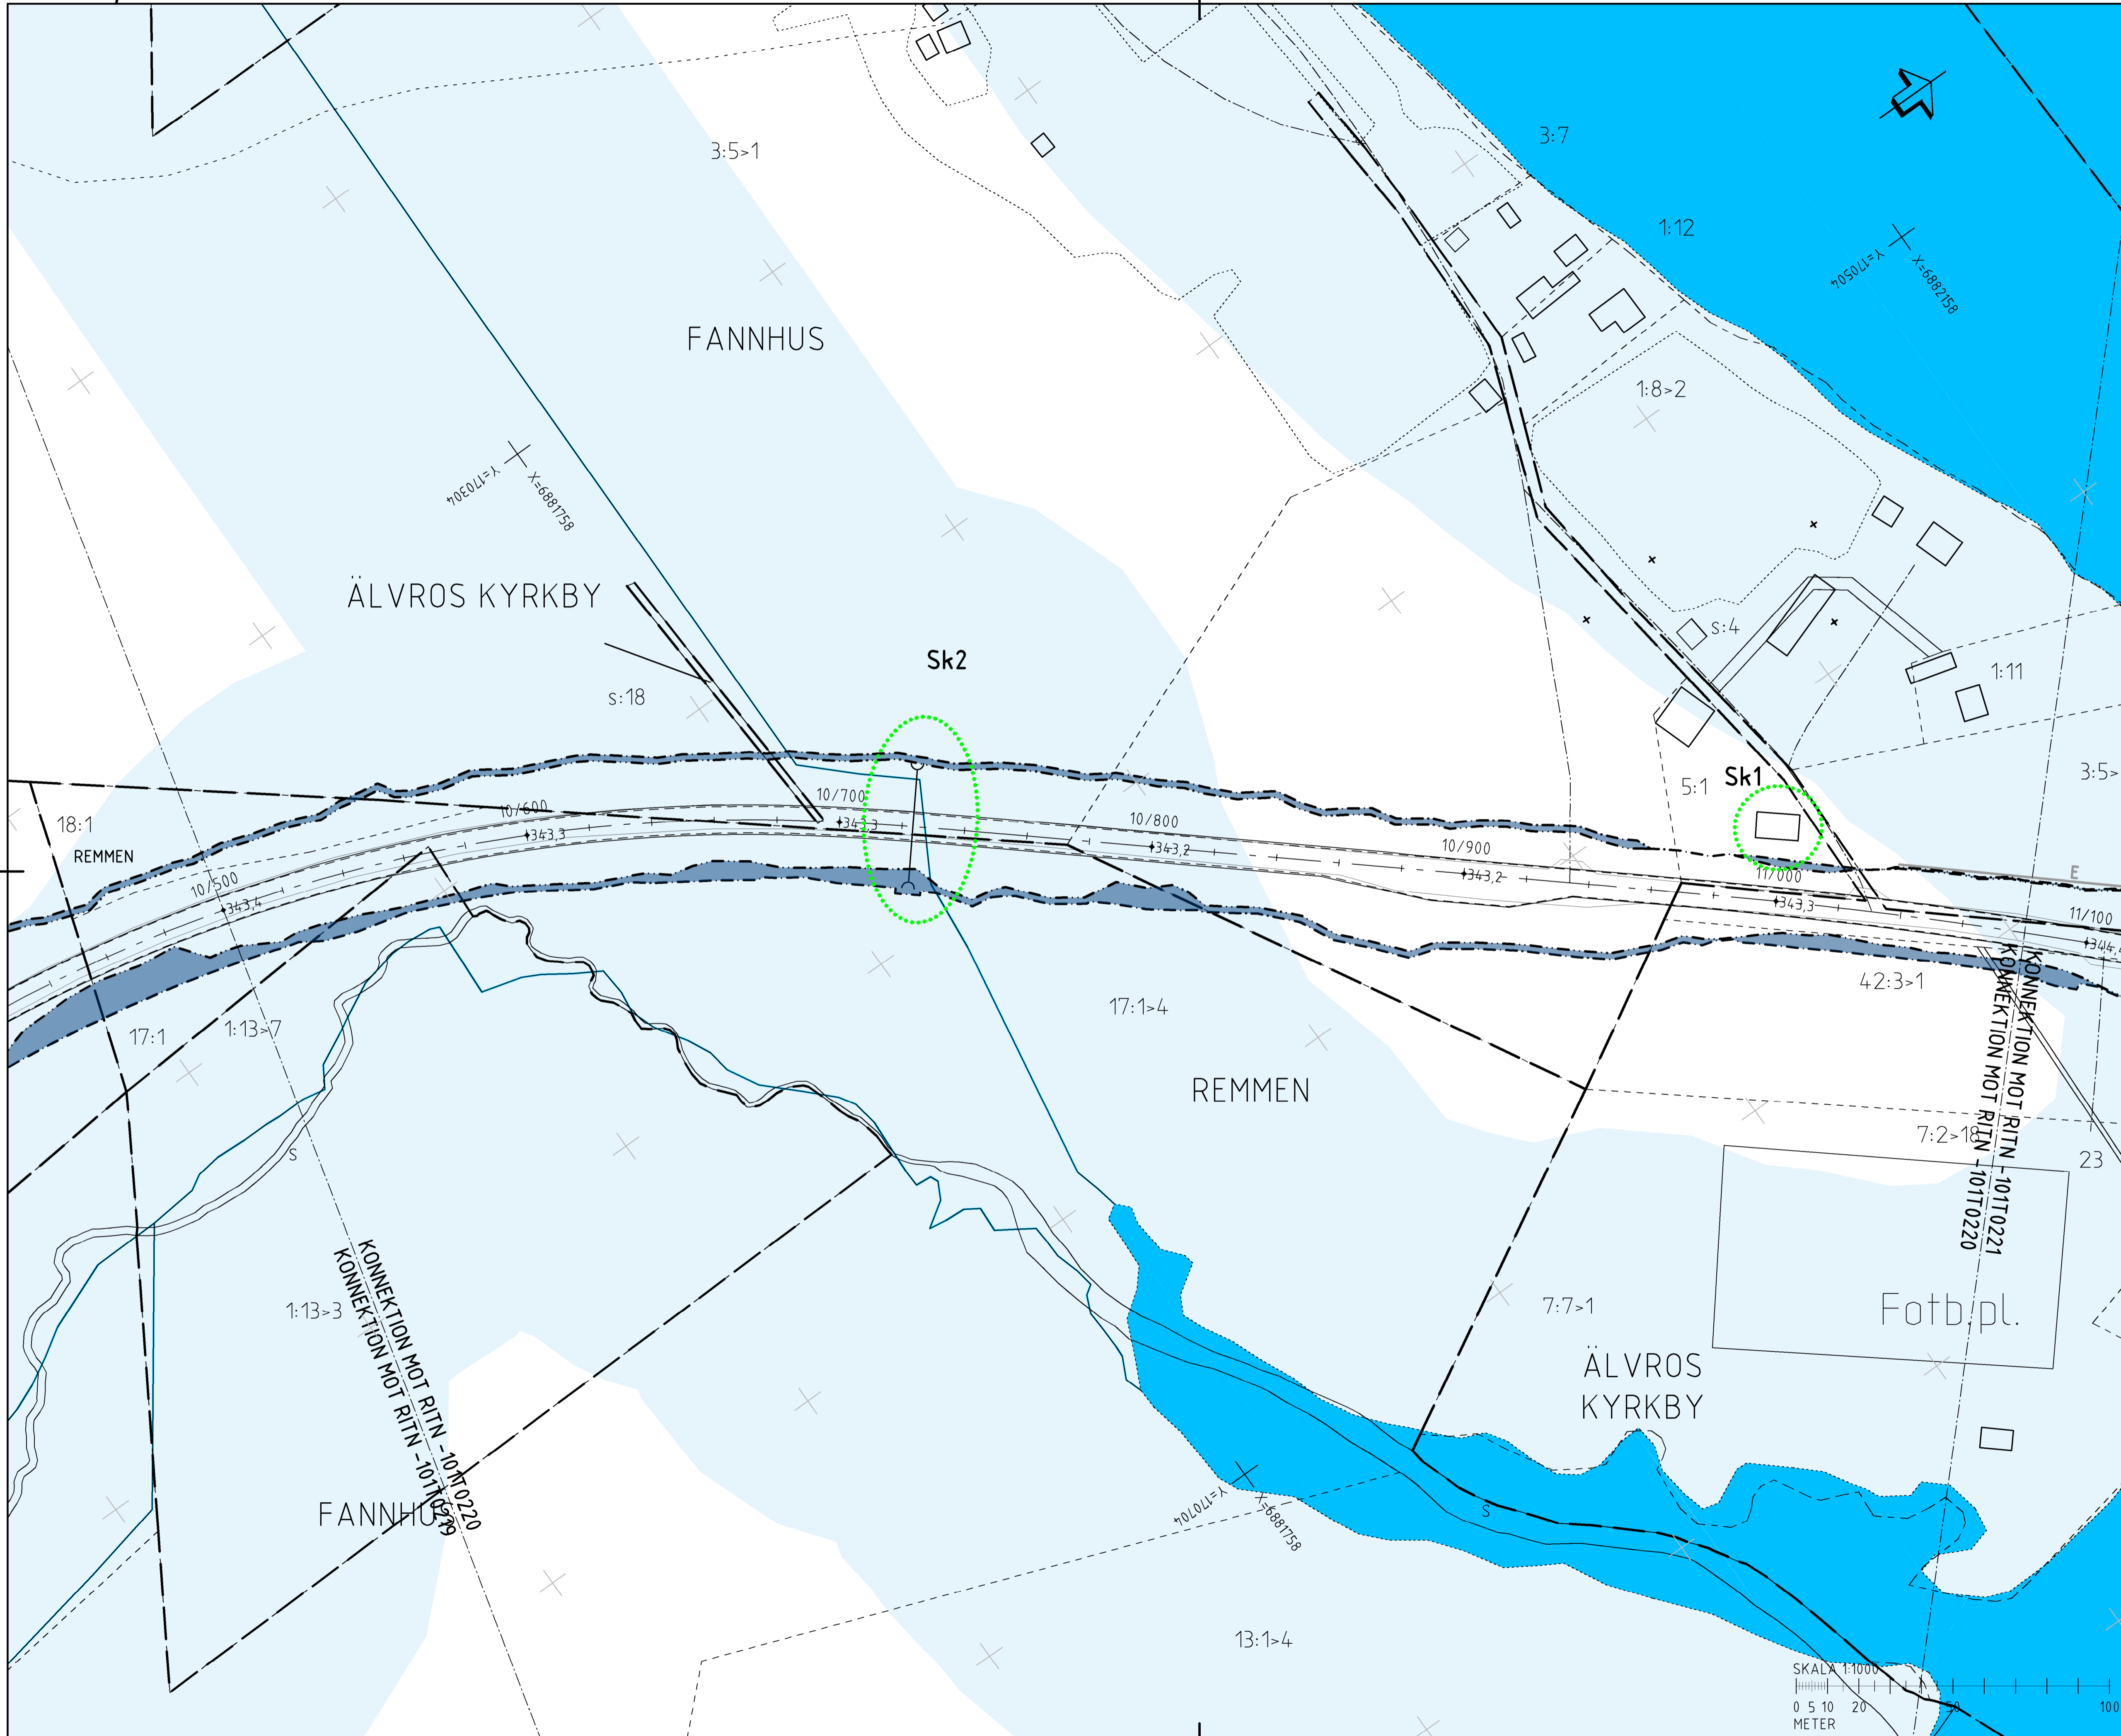 3:5>1
3:7
1:12
Y=170504
X=6882158
FANNHUS
1:8>2
Y=170304
X=6881758
ÄLVROS KYRKBY
s:4
Sk2
1:11
s:18
Sk1
5:1
3:5>
18:1
REMMEN
10/500
343,4
10/600
343,3
10/700
343,3
10/800
343,2
10/900
343,2
11/000
343,3
E
11/100
344,4
42:3>1
17:1
1:13>7
17:1>4
REMMEN
KONNEKTION MOT RITN -101T0221
KONNEKTION MOT RITN -101T0220
7:2>18
23
S
1:13>3
KONNEKTION MOT RITN -101T0220
KONNEKTION MOT RITN -101T0219
7:7>1
Fotb.pl.
ÄLVROS
KYRKBY
FANNHUS
Y=170704
X=6881758
S
13:1>4
SKALA 1:1000
0 5 10 20 50 100
METER